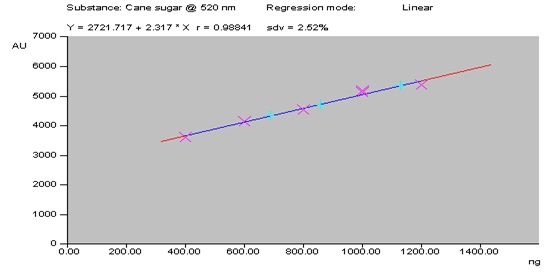 Substance: Cane sugar @ 520 nm Regression mode: Linear
Y = 2721.717 + 2.317 * X r = 0.98841 sdv = 2.52%
AU
7000
6000
5000
4000
3000
2000
1000
0
0.00 200.00 400.00 600.00 800.00 1000.00 1200.00 1400.00
ng